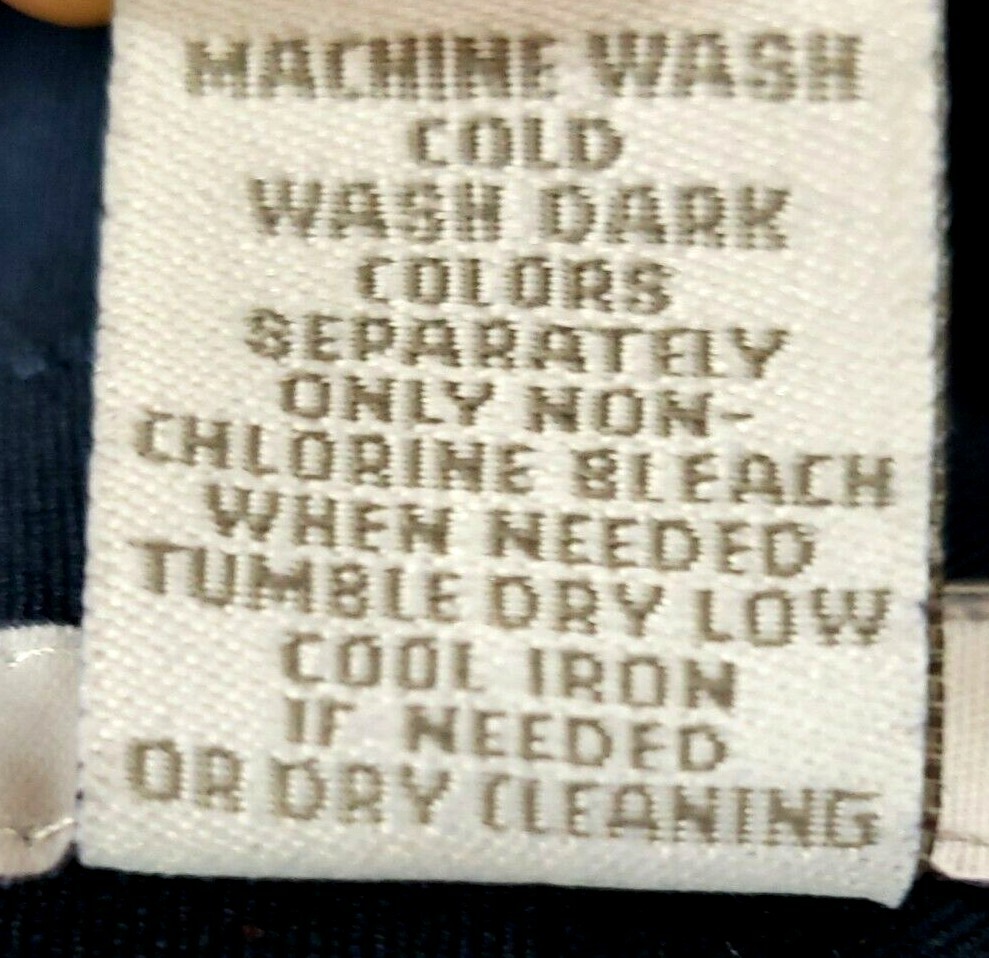 MACHINE WASH
COLD
WASH DARK
COLORS
SEPARATELY
ONLY NON-
CHLORINE BLEACH
WHEN NEEDED
TUMBLE DRY LOW
COOL IRON
IF NEEDED
OR DRY CLEANING